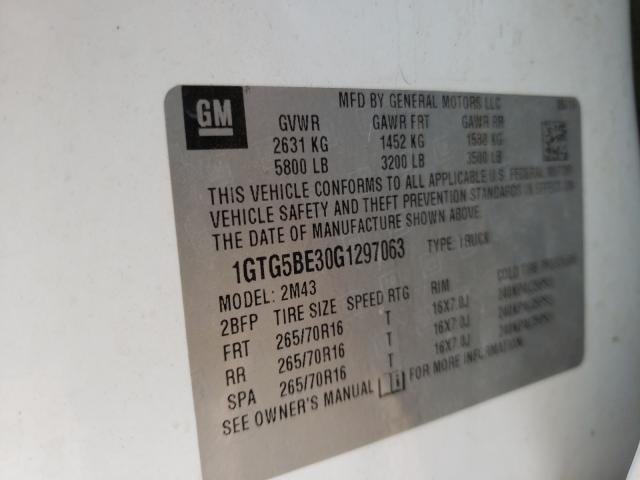 GM
MFD BY GENERAL MOTORS LLC
GVWR GAWR FRT GAWR RR
2631 KG 1452 KG 1588 KG
5800 LB 3200 LB 3500 LB
THIS VEHICLE CONFORMS TO ALL APPLICABLE U.S. FEDERAL MOTOR
VEHICLE SAFETY AND THEFT PREVENTION STANDARDS IN EFFECT ON
THE DATE OF MANUFACTURE SHOWN ABOVE.
1GTG5BE30G1297063 TYPE: TRUCK
MODEL: 2M43
2BFP TIRE SIZE SPEED RTG RIM COLD TIRE PRESSURE
FRT 265/70R16 T 16X7.0J
RR 265/70R16 T 16X7.0J
SPA 265/70R16 T 16X7.0J
SEE OWNER'S MANUAL FOR MORE INFORMATION